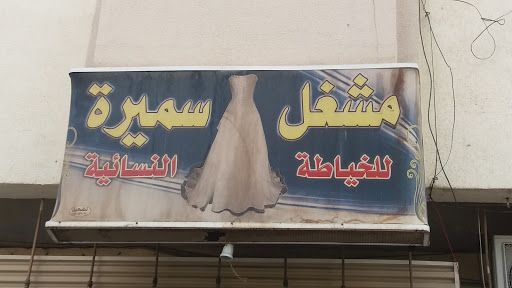 مشغل سميرة
للخياطة النسائية